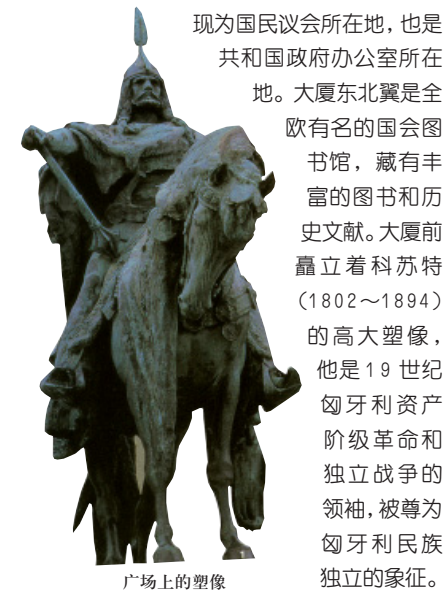 现为国民议会所在地，也是
共和国政府办公室所在
地。大厦东北翼是全
欧有名的国会图
书馆，藏有丰
富的图书和历
史文献。大厦前
矗立着科苏特
（1802～1894）
的高大塑像，
他是19世纪
匈牙利资产
阶级革命和
独立战争的
领袖，被尊为
匈牙利民族
独立的象征。
广场上的塑像